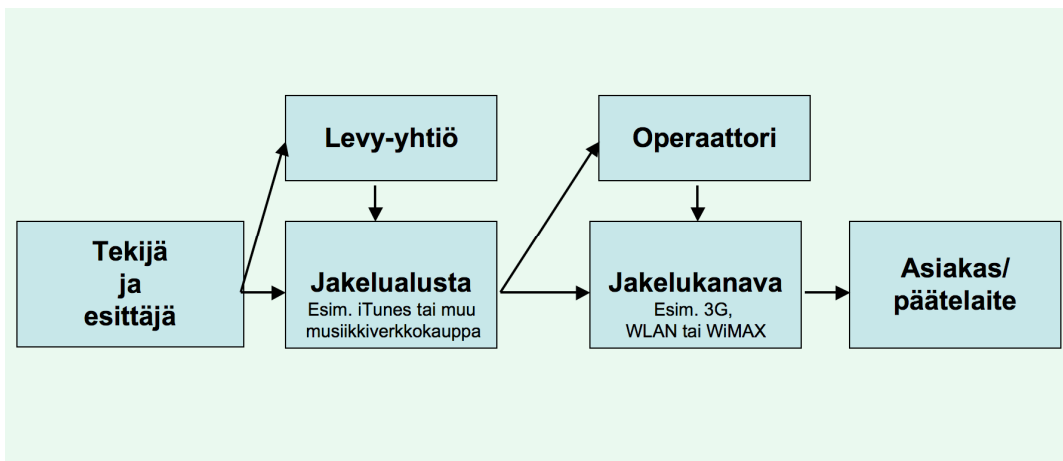 Levy-yhtiö
Operaattori
Tekijä
ja
esittäjä
Jakelualusta
Esim. iTunes tai muu
musiikkiverkkokauppa
Jakelukanava
Esim. 3G,
WLAN tai WiMAX
Asiakas/
päätelaite